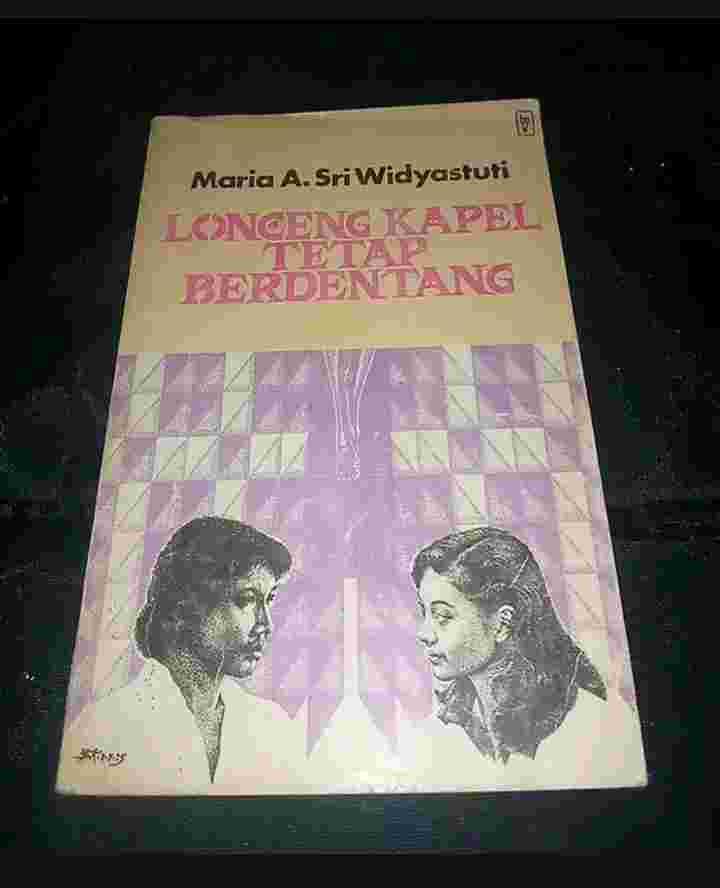 Maria A. Sri Widyastuti
LONCENG KAPEL
TETAP
BERDENTANG